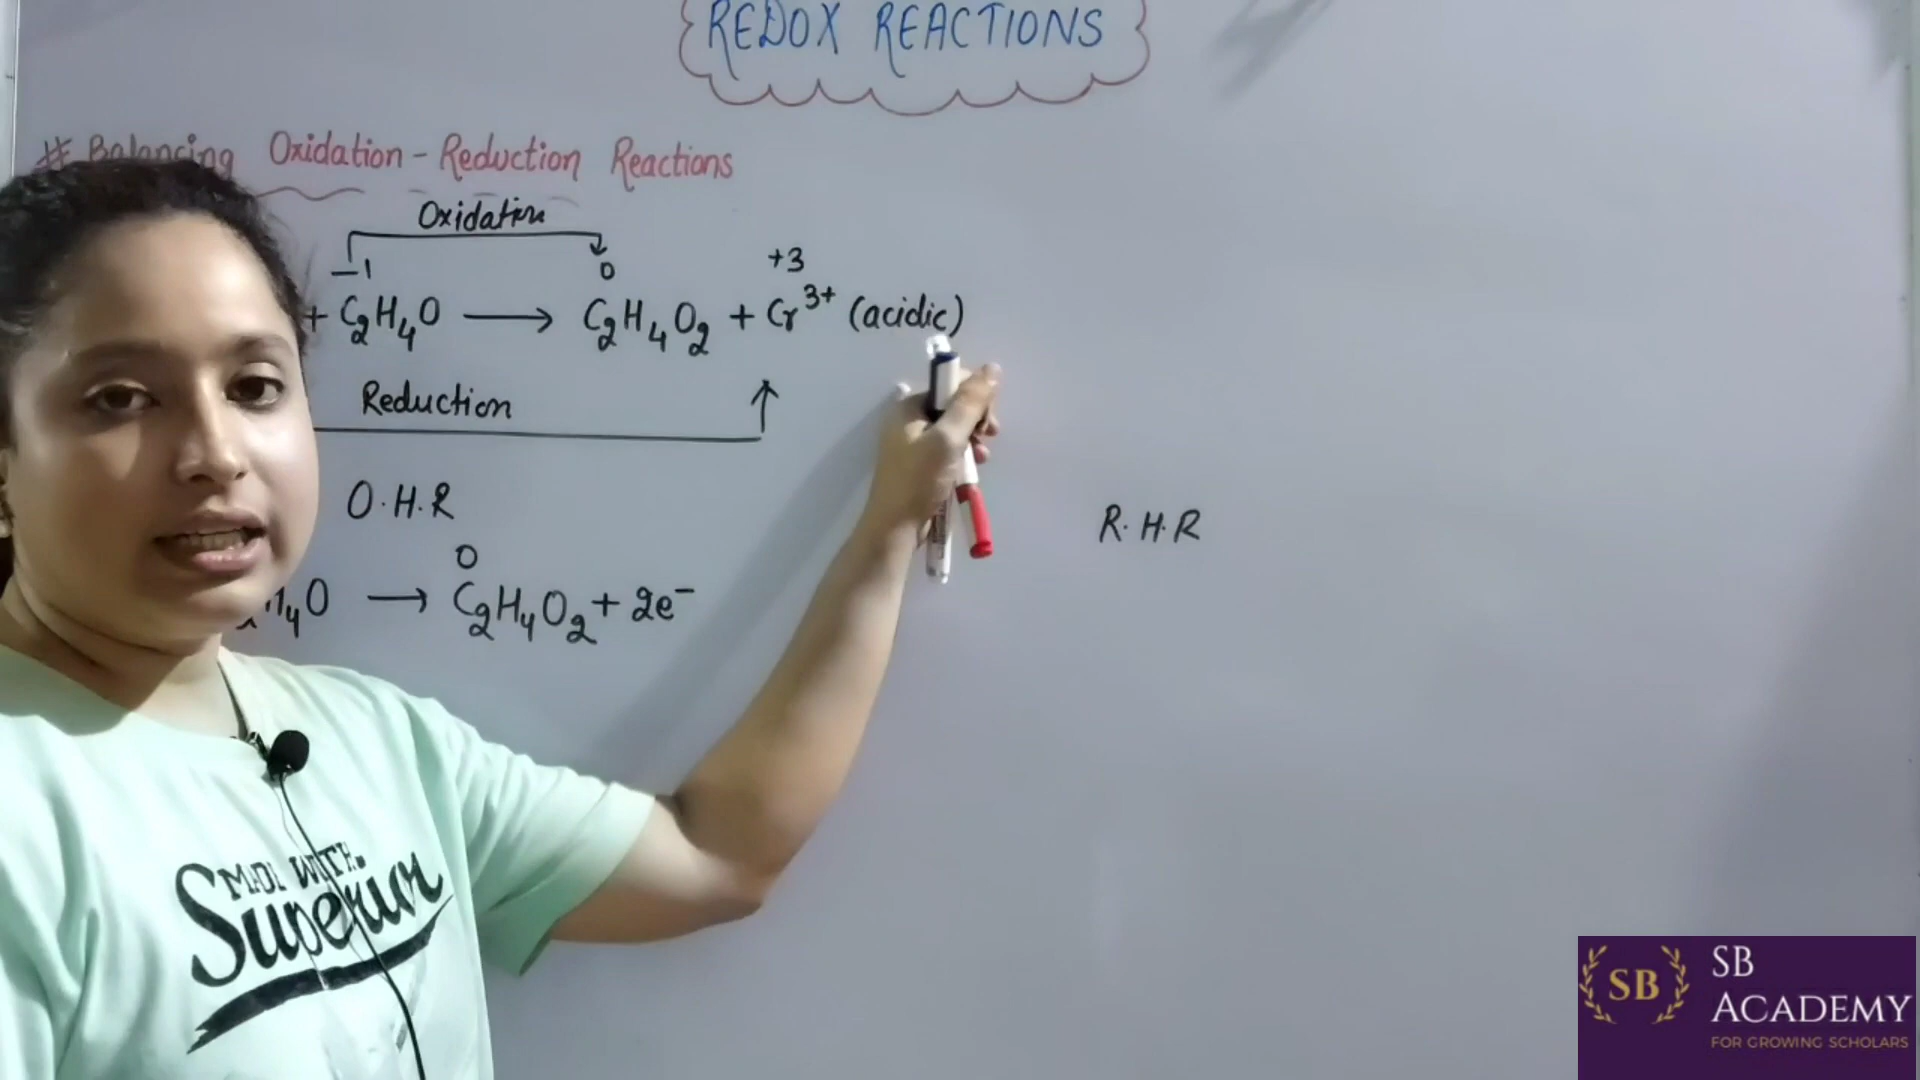 REDOX REACTIONS
# Balancing Oxidation - Reduction Reactions
Oxidation
-1 0 +3
+ C₂H₄O → C₂H₄O₂ + Cr³⁺ (acidic)
Reduction
O.H.R
R.H.R
0
H₄O → C₂H₄O₂ + 2e⁻
MADE WITH
Superior
SB
SB
ACADEMY
FOR GROWING SCHOLARS